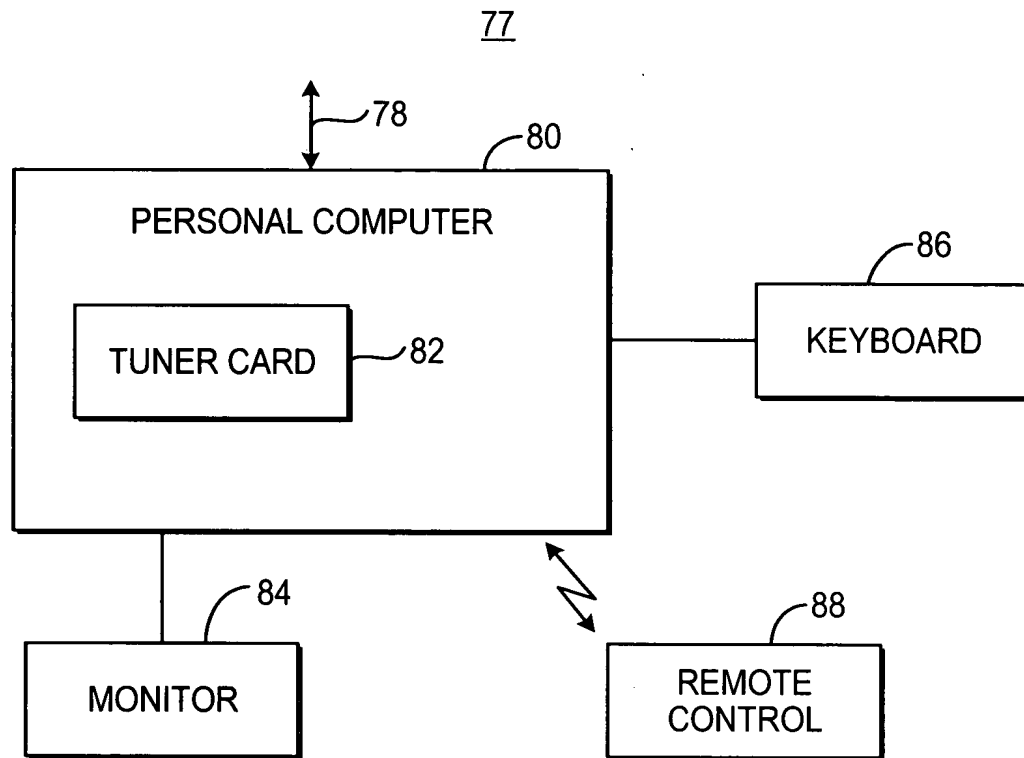 77
78
80
PERSONAL COMPUTER
86
KEYBOARD
TUNER CARD
82
84
MONITOR
88
REMOTE
CONTROL